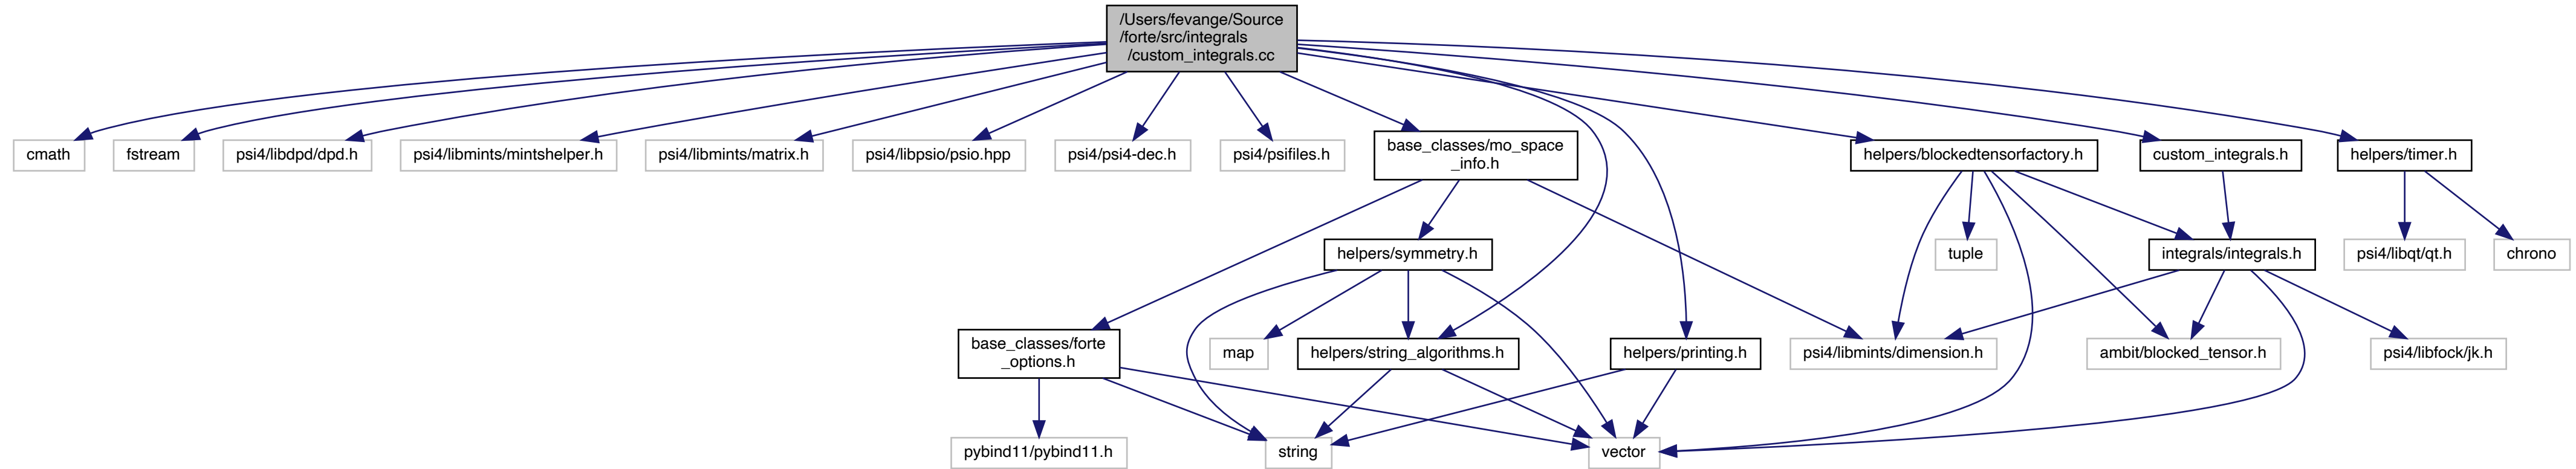 /Users/fevange/Source
/forte/src/integrals
/custom_integrals.cc
cmath
fstream
psi4/libdpd/dpd.h
psi4/libmints/mintshelper.h
psi4/libmints/matrix.h
psi4/libpsio/psio.hpp
psi4/psi4-dec.h
psi4/psifiles.h
base_classes/mo_space
_info.h
helpers/blockedtensorfactory.h
custom_integrals.h
helpers/timer.h
helpers/symmetry.h
tuple
integrals/integrals.h
psi4/libqt/qt.h
chrono
base_classes/forte
_options.h
map
helpers/string_algorithms.h
helpers/printing.h
psi4/libmints/dimension.h
ambit/blocked_tensor.h
psi4/libfock/jk.h
pybind11/pybind11.h
string
vector